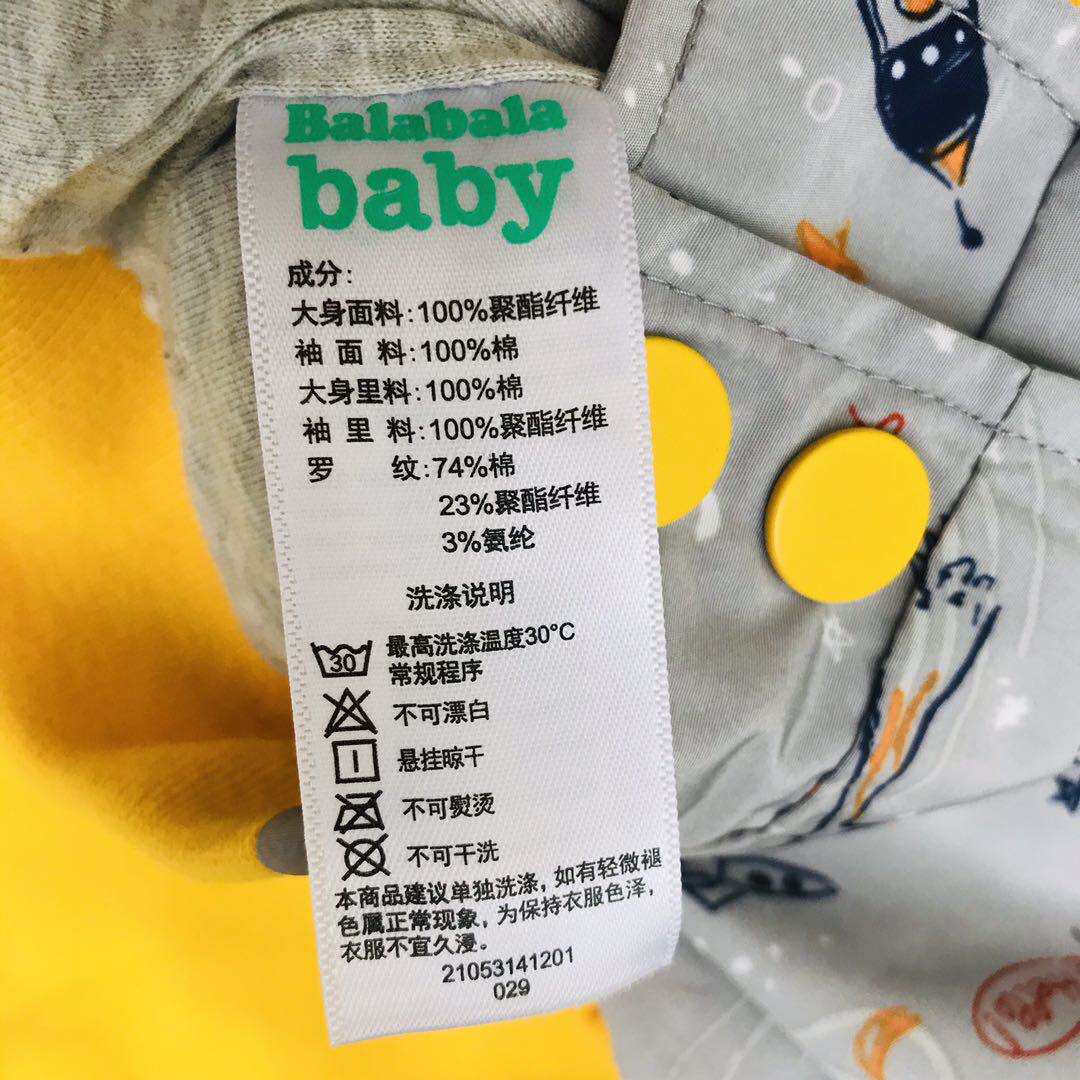 Balabala
baby
成分:
大身面料:100%聚酯纤维
袖 面 料:100%棉
大身里料:100%棉
袖 里 料:100%聚酯纤维
罗 纹:74%棉
23%聚酯纤维
3%氨纶
洗涤说明
30 最高洗涤温度30°C
常规程序
不可漂白
悬挂晾干
不可熨烫
不可干洗
本商品建议单独洗涤,如有轻微褪
色属正常现象,为保持衣服色泽,
衣服不宜久浸。
21053141201
029